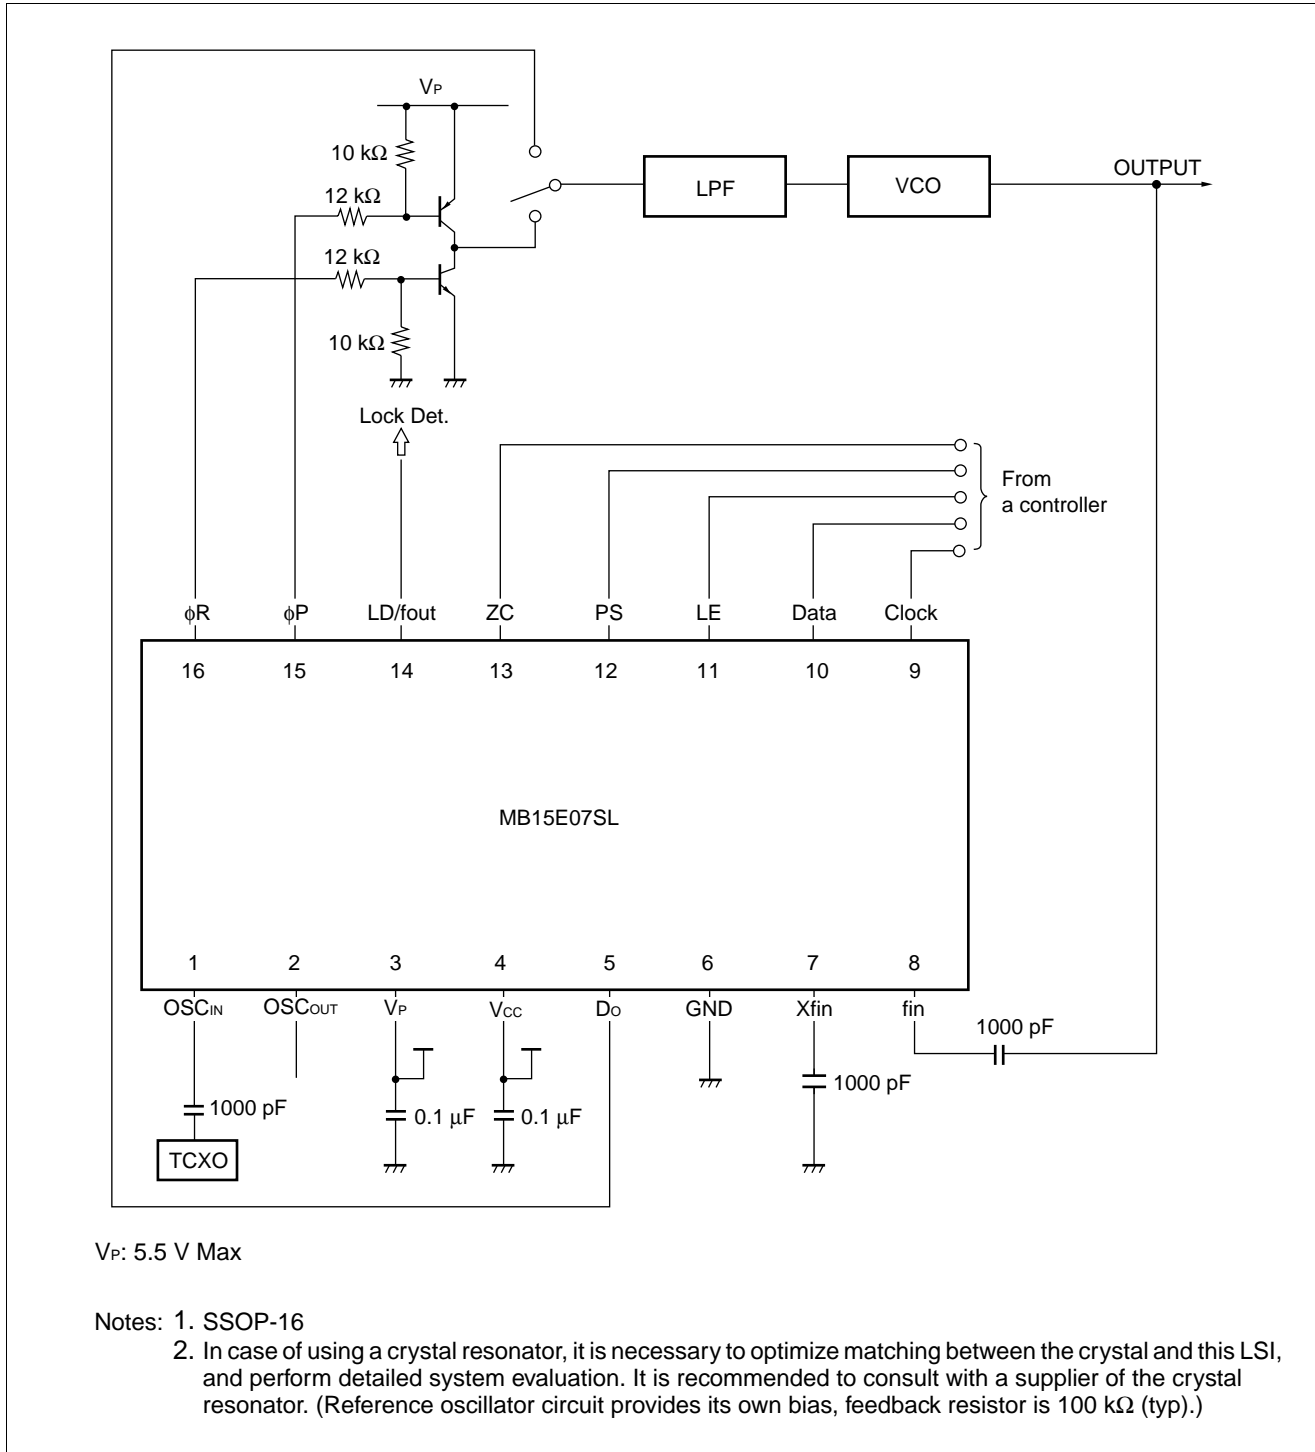 VP
10 kΩ
12 kΩ
12 kΩ
10 kΩ
LPF
VCO
OUTPUT
Lock Det.
From
a controller
φR φP LD/fout ZC PS LE Data Clock
16 15 14 13 12 11 10 9
MB15E07SL
1 2 3 4 5 6 7 8
OSCIN OSCOUT VP VCC DO GND Xfin fin
1000 pF
1000 pF
1000 pF
0.1 μF
0.1 μF
TCXO
VP: 5.5 V Max
Notes: 1. SSOP-16
2. In case of using a crystal resonator, it is necessary to optimize matching between the crystal and this LSI,
and perform detailed system evaluation. It is recommended to consult with a supplier of the crystal
resonator. (Reference oscillator circuit provides its own bias, feedback resistor is 100 kΩ (typ).)